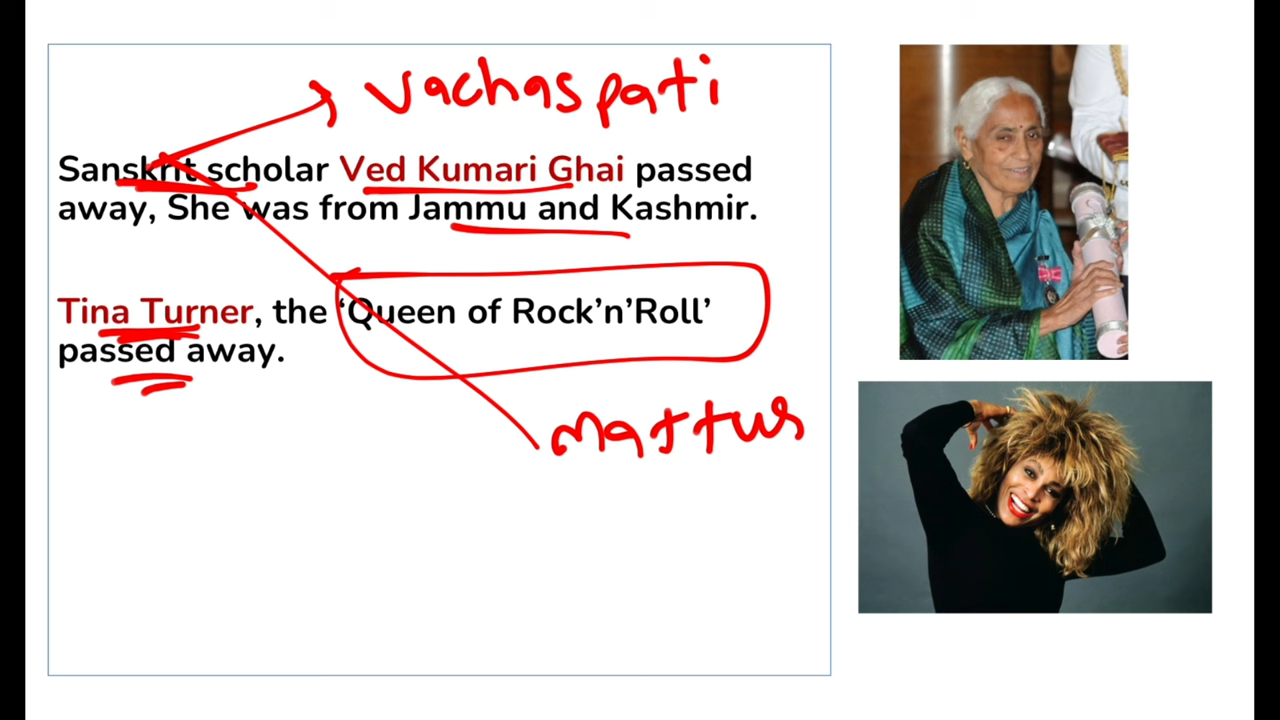 vachaspati
Sanskrit scholar Ved Kumari Ghai passed
away, She was from Jammu and Kashmir.
Tina Turner, the ‘Queen of Rock’n’Roll’
passed away.
mattus